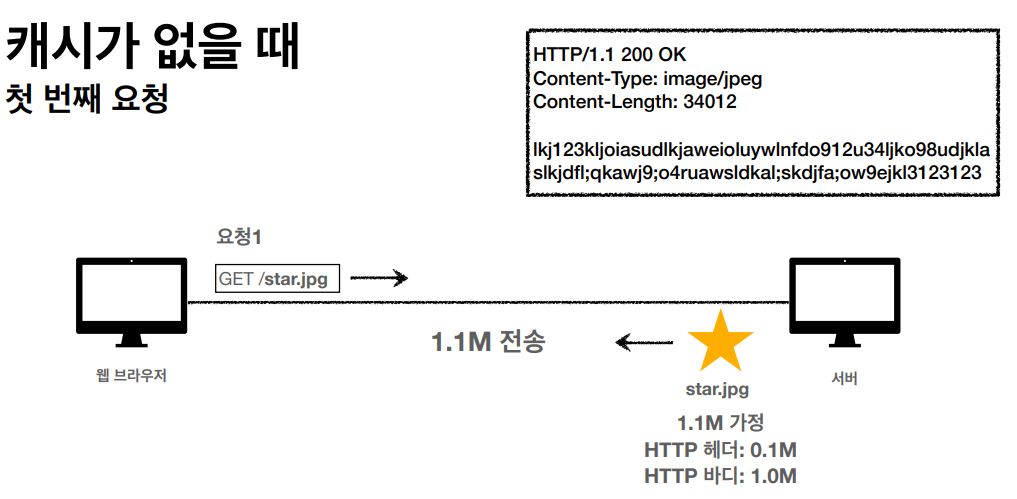 캐시가 없을 때
첫 번째 요청
HTTP/1.1 200 OK
Content-Type: image/jpeg
Content-Length: 34012
lkj123kljoiasudlkjaweioluywlnfdo912u34ljko98udjkla
slkjdfl;qkawj9;o4ruawsldkal;skdjfa;ow9ejkl3123123
요청1
GET /star.jpg
1.1M 전송
웹 브라우저
star.jpg
서버
1.1M 가정
HTTP 헤더: 0.1M
HTTP 바디: 1.0M